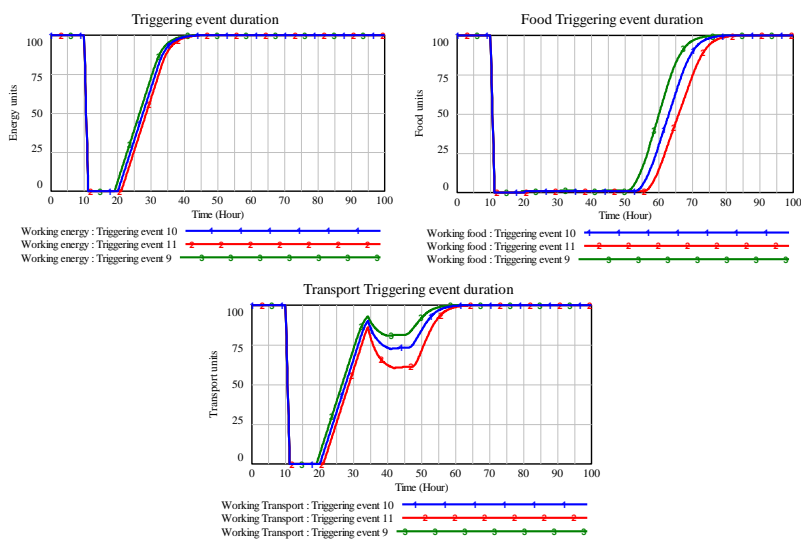 Triggering event duration
100
75
50
25
0
Energy units
0 10 20 30 40 50 60 70 80 90 100
Time (Hour)
Working energy : Triggering event 10
Working energy : Triggering event 11
Working energy : Triggering event 9
Food Triggering event duration
100
75
50
25
0
Food units
0 10 20 30 40 50 60 70 80 90 100
Time (Hour)
Working food : Triggering event 10
Working food : Triggering event 11
Working food : Triggering event 9
Transport Triggering event duration
100
75
50
25
0
Transport units
0 10 20 30 40 50 60 70 80 90 100
Time (Hour)
Working Transport : Triggering event 10
Working Transport : Triggering event 11
Working Transport : Triggering event 9